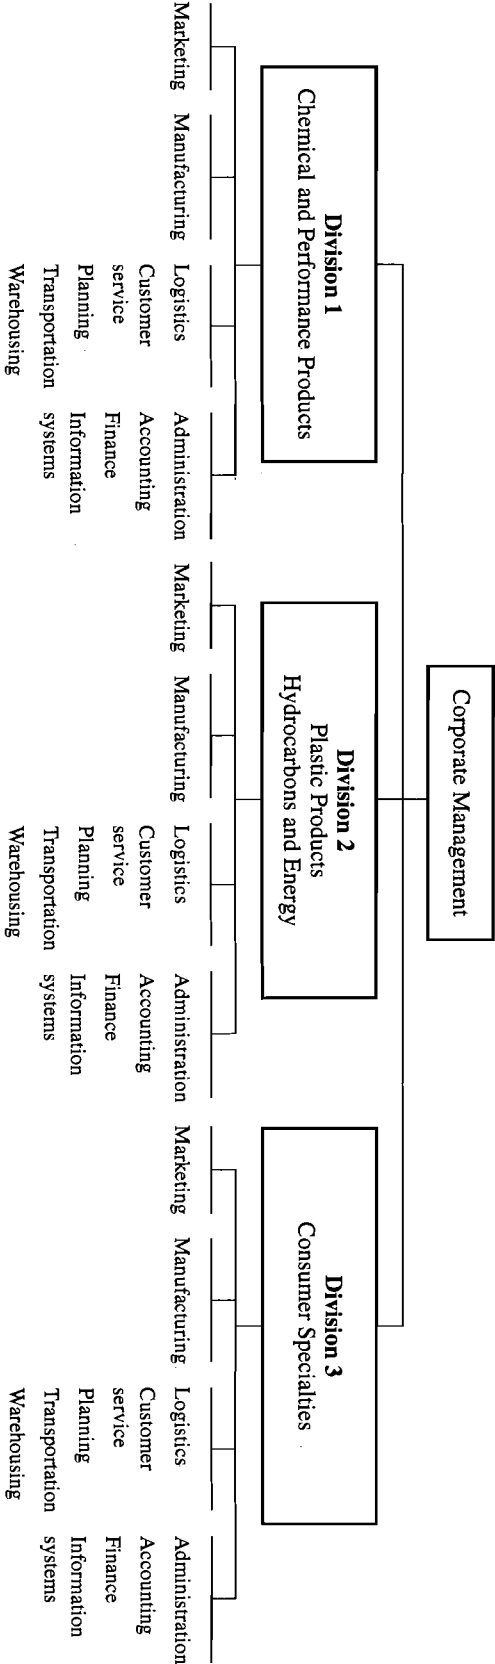 Corporate Management
Division 1
Chemical and Performance Products
Division 2
Plastic Products
Hydrocarbons and Energy
Division 3
Consumer Specialties
Marketing
Manufacturing
Logistics
Customer
service
Planning
Transportation
Warehousing
Administration
Accounting
Finance
Information
systems
Marketing
Manufacturing
Logistics
Customer
service
Planning
Transportation
Warehousing
Administration
Accounting
Finance
Information
systems
Marketing
Manufacturing
Logistics
Customer
service
Planning
Transportation
Warehousing
Administration
Accounting
Finance
Information
systems